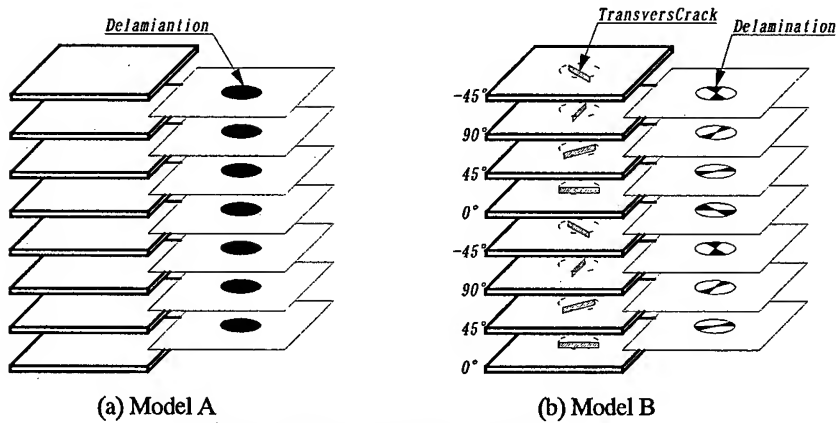 Delamiantion
TransversCrack
Delamination
-45°
90°
45°
0°
-45°
90°
45°
0°
(a) Model A
(b) Model B